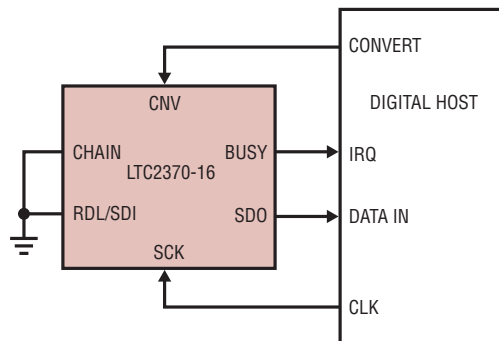 CONVERT
CNV
DIGITAL HOST
CHAIN
BUSY
IRQ
LTC2370-16
RDL/SDI
SDO
DATA IN
SCK
CLK